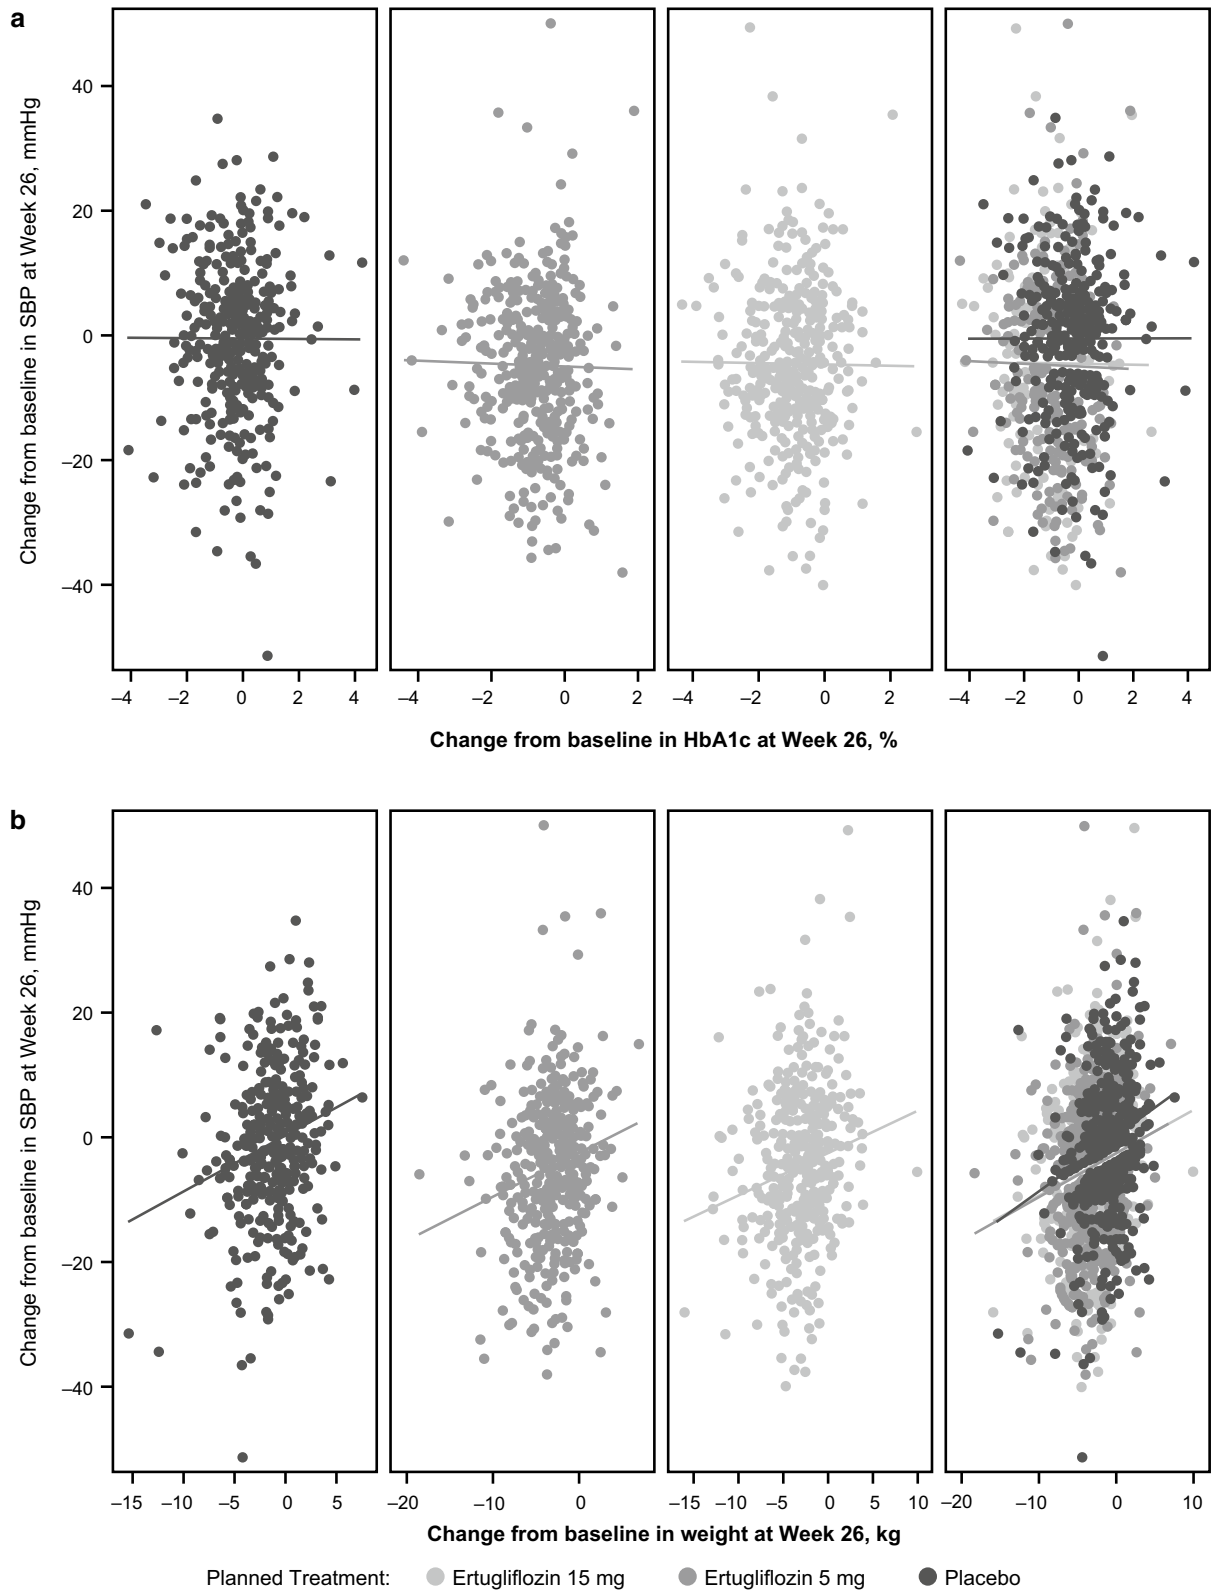 a
Change from baseline in SBP at Week 26, mmHg
40
20
0
–20
–40
–4 –2 0 2 4
–4 –2 0 2
–4 –2 0 2
–4 –2 0 2 4
Change from baseline in HbA1c at Week 26, %
b
Change from baseline in SBP at Week 26, mmHg
40
20
0
–20
–40
–15 –10 –5 0 5
–20 –10 0
–15 –10 –5 0 5 10
–20 –10 0 10
Change from baseline in weight at Week 26, kg
Planned Treatment: Ertugliflozin 15 mg Ertugliflozin 5 mg Placebo